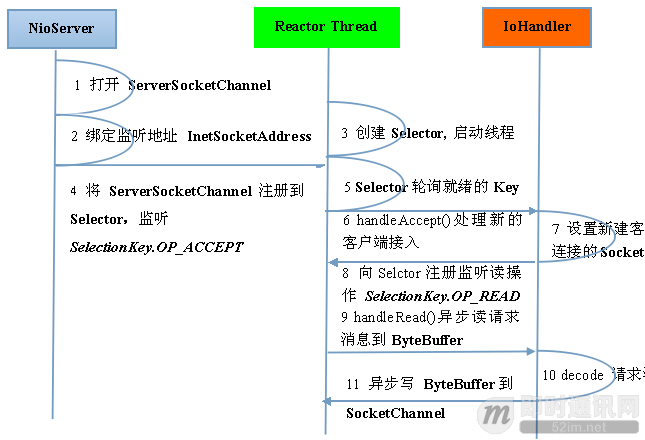 NioServer
Reactor Thread
IoHandler
1 打开 ServerSocketChannel
2 绑定监听地址 InetSocketAddress
3 创建 Selector, 启动线程
4 将 ServerSocketChannel 注册到
Selector，监听
SelectionKey.OP_ACCEPT
5 Selector 轮询就绪的 Key
6 handleAccept()处理新的
客户端接入
7 设置新建客
连接的 Socket
8 向 Selctor 注册监听读操
作 SelectionKey.OP_READ
9 handleRead()异步读请求
消息到 ByteBuffer
10 decode 请求
11 异步写 ByteBuffer 到
SocketChannel
即时通讯网
52im.net